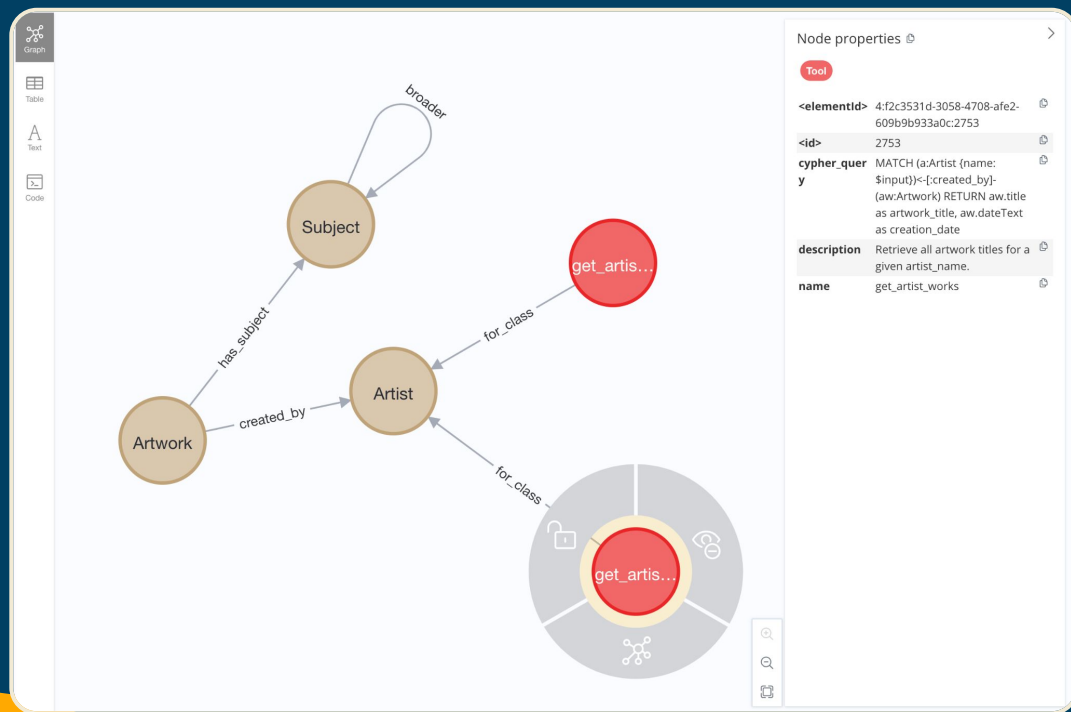 Graph
Table
Text
Code
broader
Subject
get_artis...
for_class
has_subject
Artist
created_by
Artwork
for_class
get_artis...
Node properties
Tool
<elementId> 4:f2c3531d-3058-4708-afe2-
609b9b933a0c:2753
<id> 2753
cypher_quer MATCH (a:Artist {name:
y $input})<-[:created_by]-
(aw:Artwork) RETURN aw.title
as artwork_title, aw.dateText
as creation_date
description Retrieve all artwork titles for a
given artist_name.
name get_artist_works